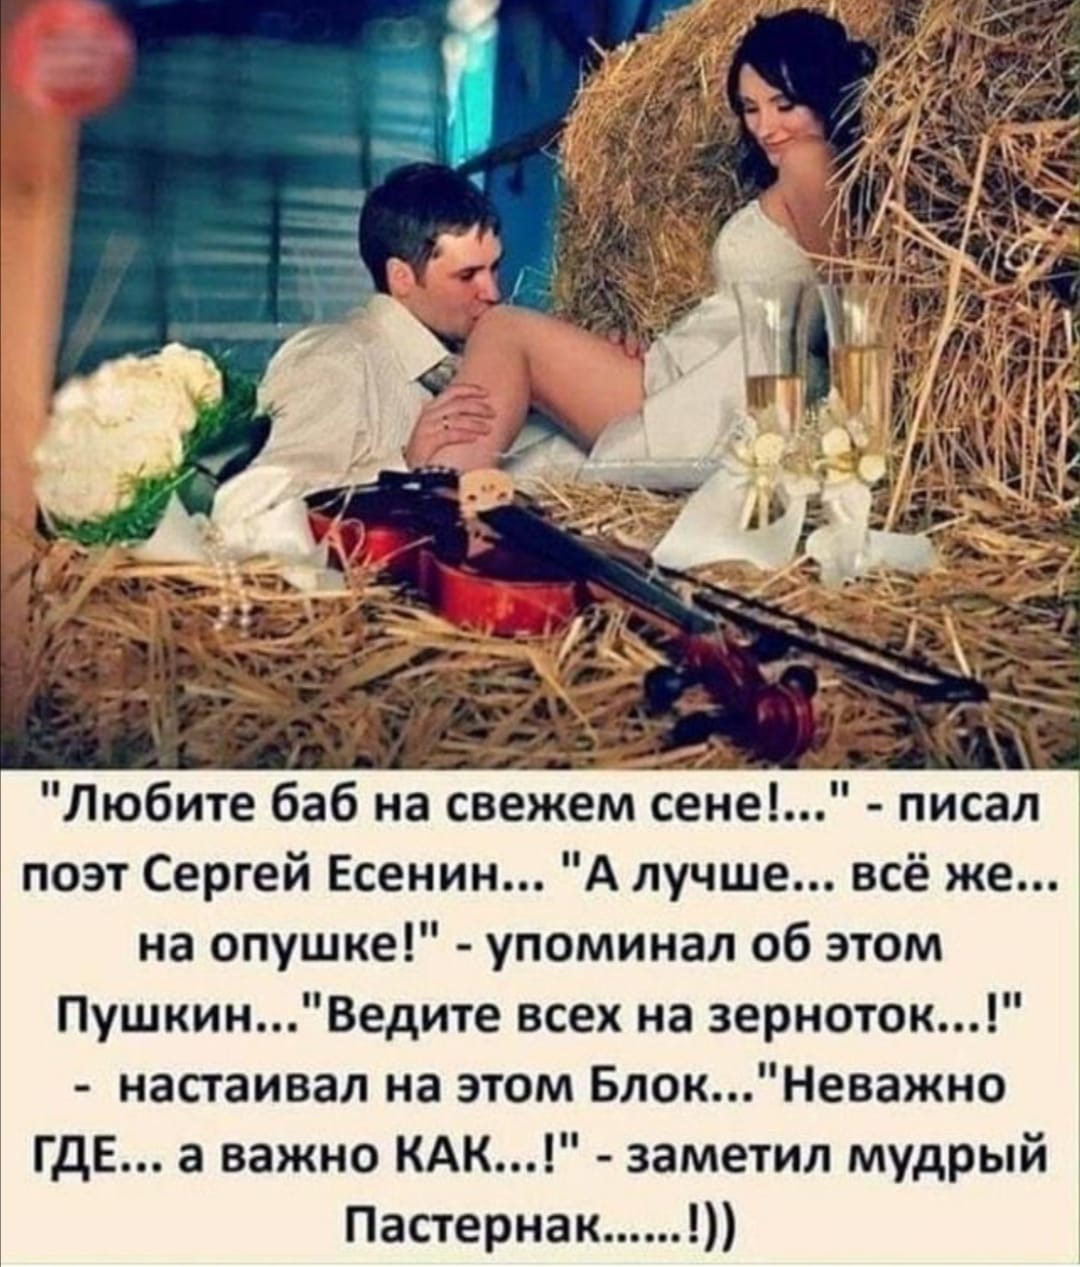 "Любите баб на свежем сене!..." - писал
поэт Сергей Есенин... "А лучше... всё же...
на опушке!" - упоминал об этом
Пушкин..."Ведите всех на зерноток...!"
- настаивал на этом Блок..."Неважно
ГДЕ... а важно КАК...!" - заметил мудрый
Пастернак......!))